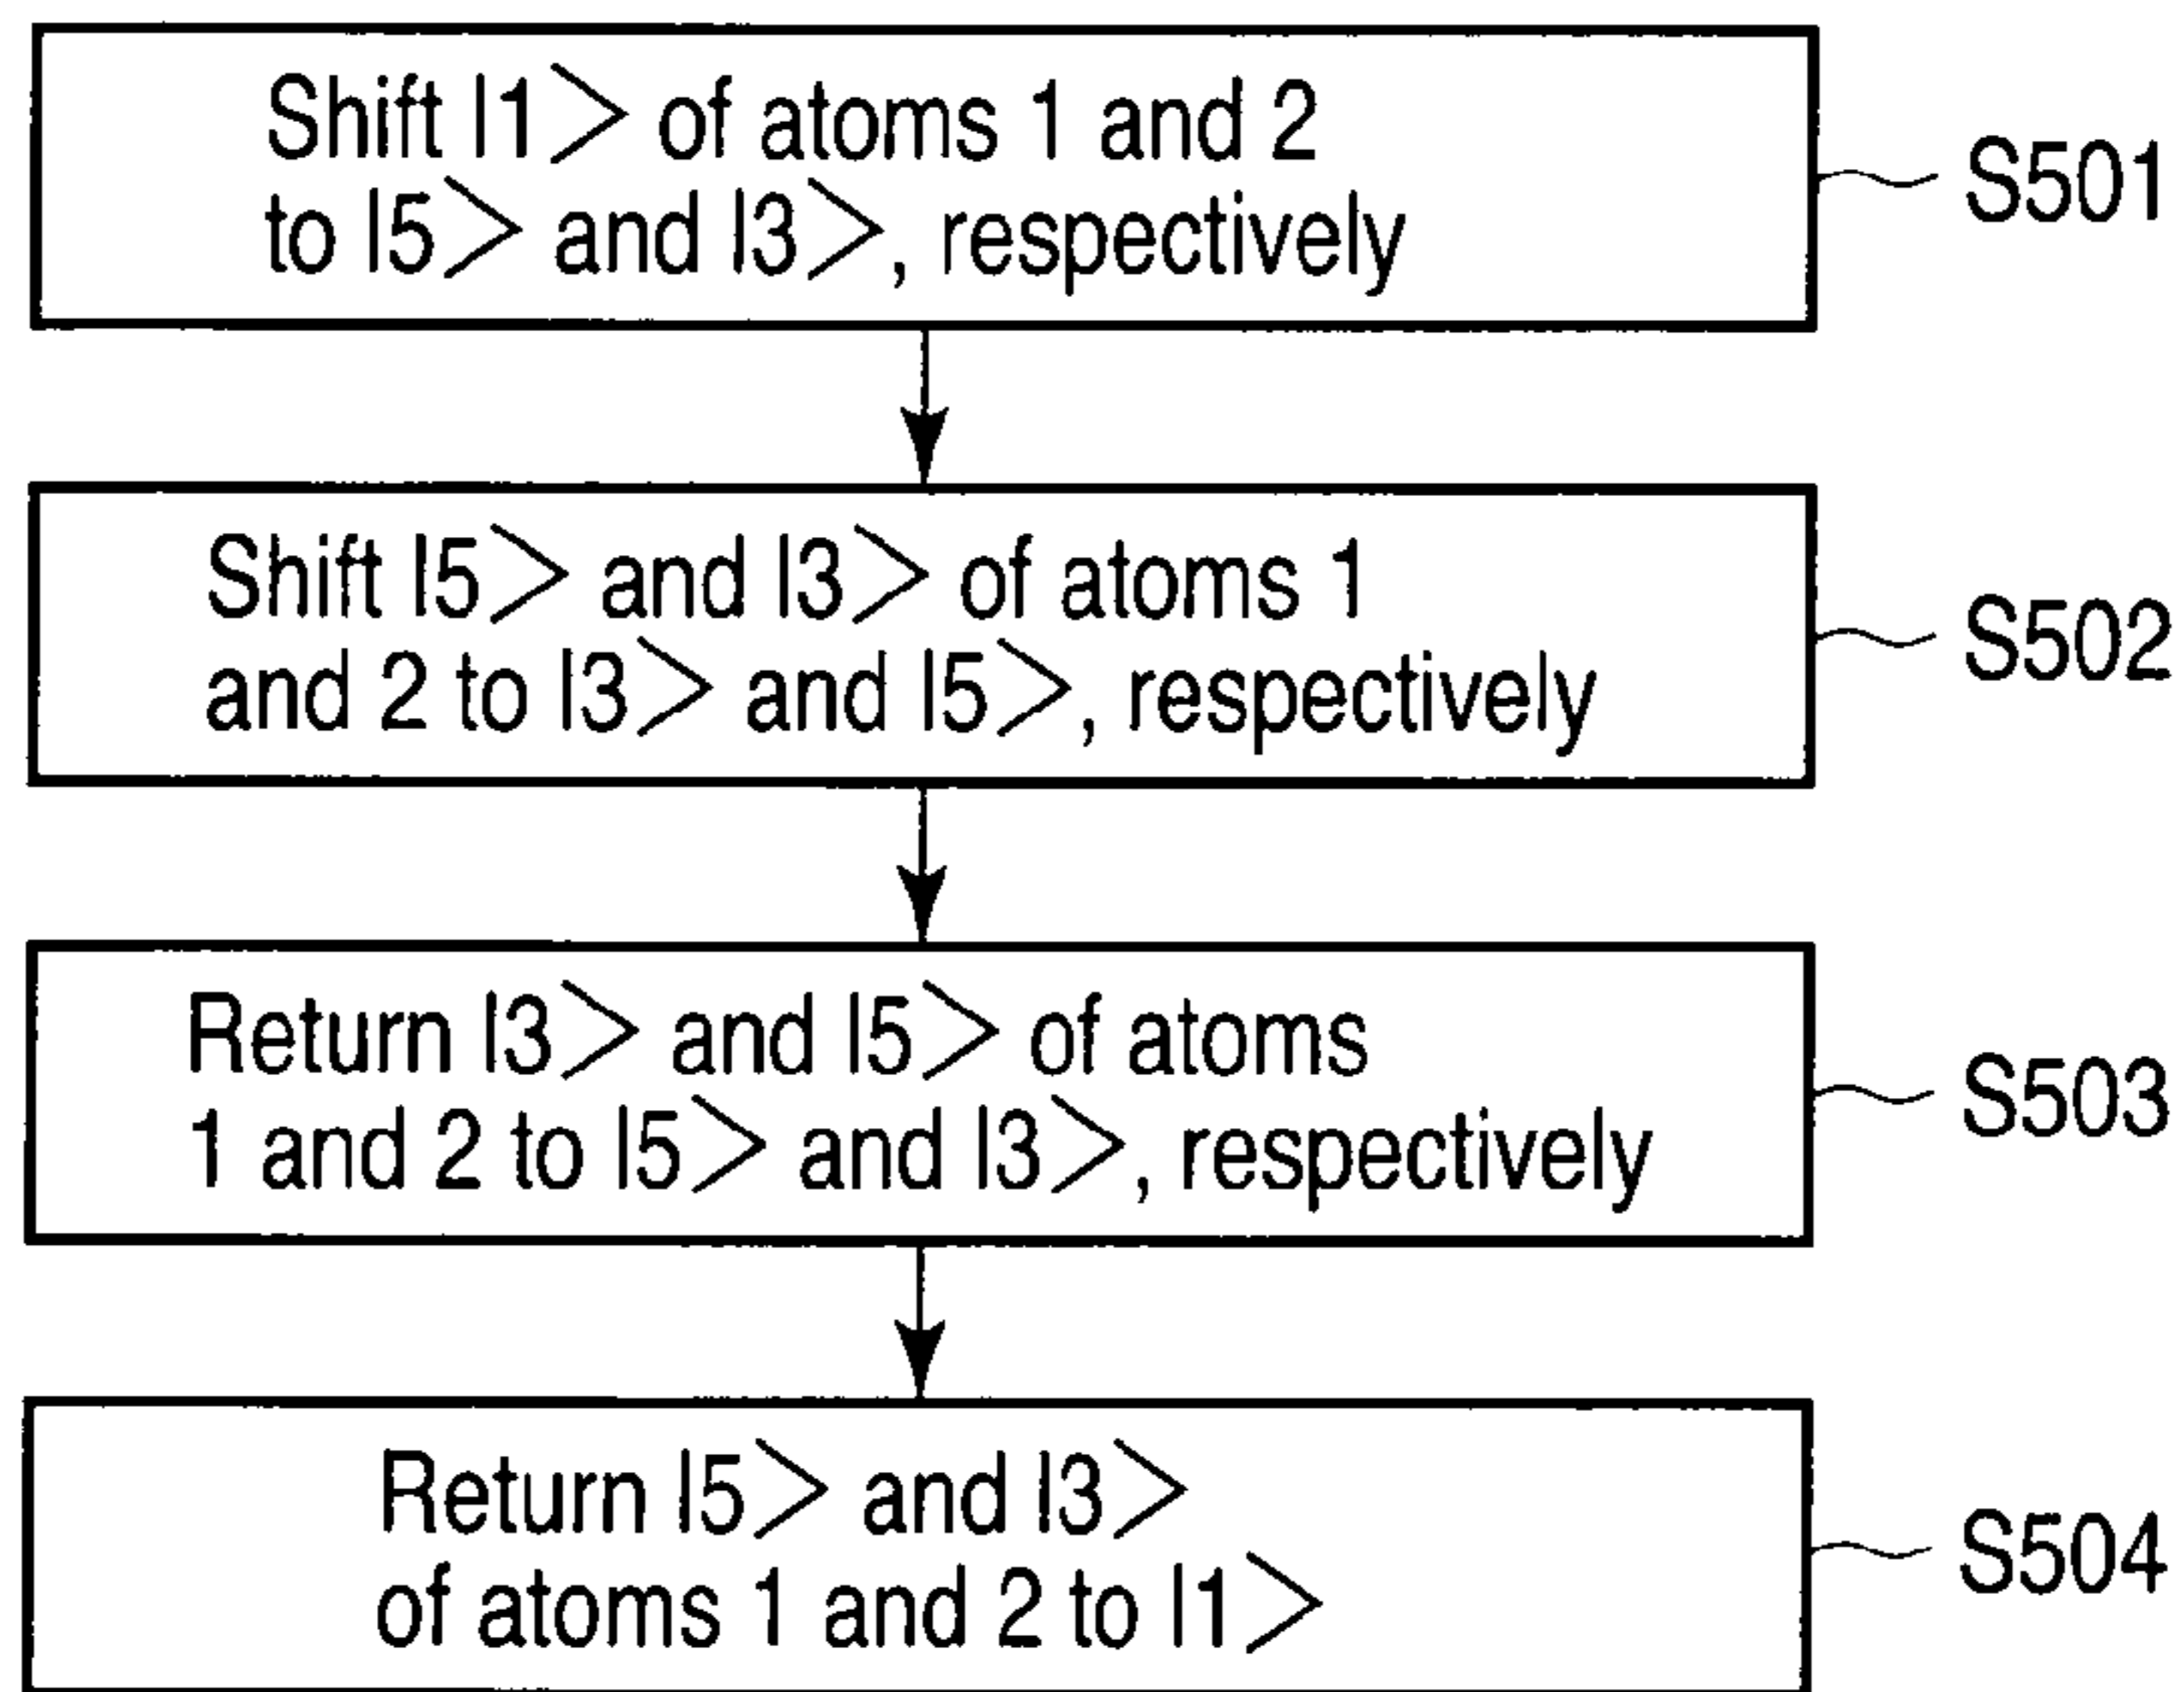 Shift |1> of atoms 1 and 2
to |5> and |3>, respectively
S501
Shift |5> and |3> of atoms 1
and 2 to |3> and |5>, respectively
S502
Return |3> and |5> of atoms
1 and 2 to |5> and |3>, respectively
S503
Return |5> and |3>
of atoms 1 and 2 to |1>
S504